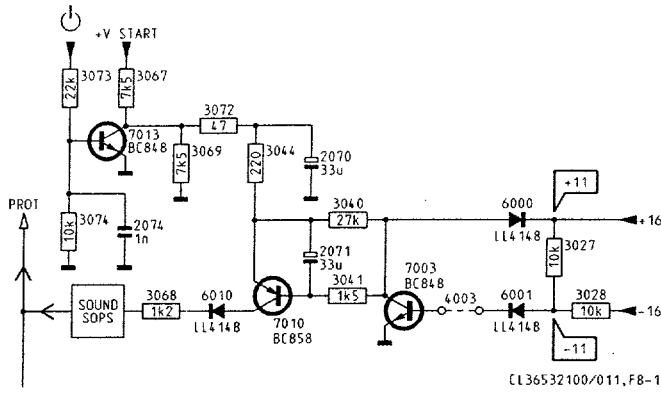 +V START
3073
22k
3067
7k5
3072
47
7013
BC848
3069
7k5
3044
220
2070
33u
PROT
3074
10k
2074
1n
3040
27k
6000
LL4148
+11
+16
2071
33u
3027
10k
7003
BC848
3041
1k5
4003
6001
LL4148
3028
10k
-16
SOUND
SOPS
3068
1k2
6010
LL4148
7010
BC858
-11
CL36532100/011,F8-1